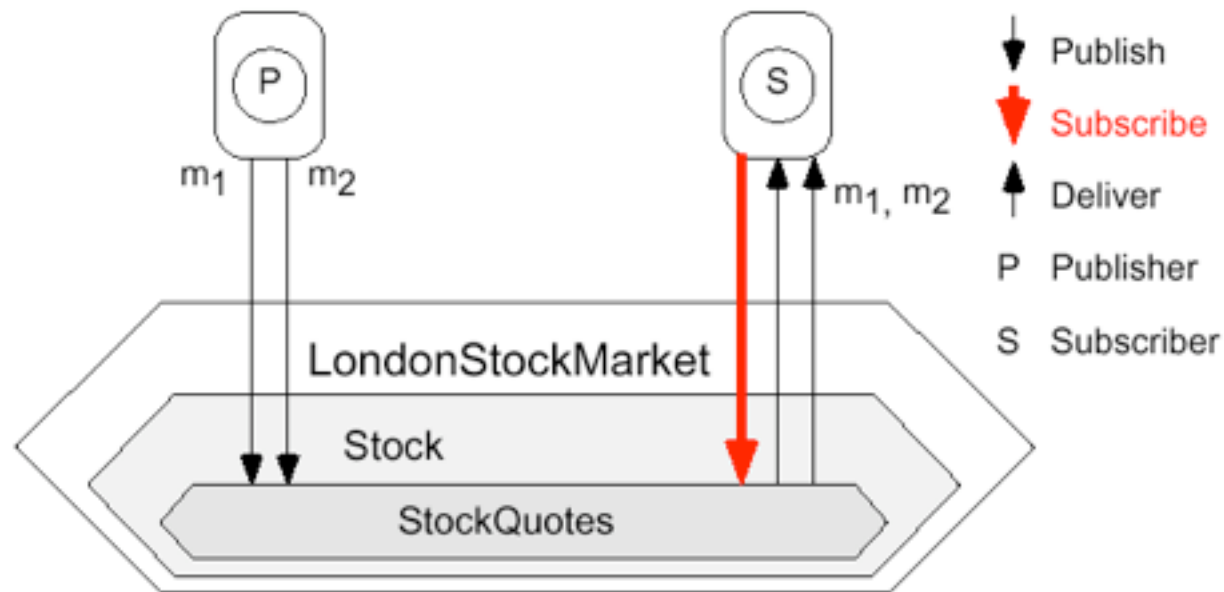 P
S
Publish
Subscribe
Deliver
P Publisher
S Subscriber
m1 m2
m1, m2
LondonStockMarket
Stock
StockQuotes